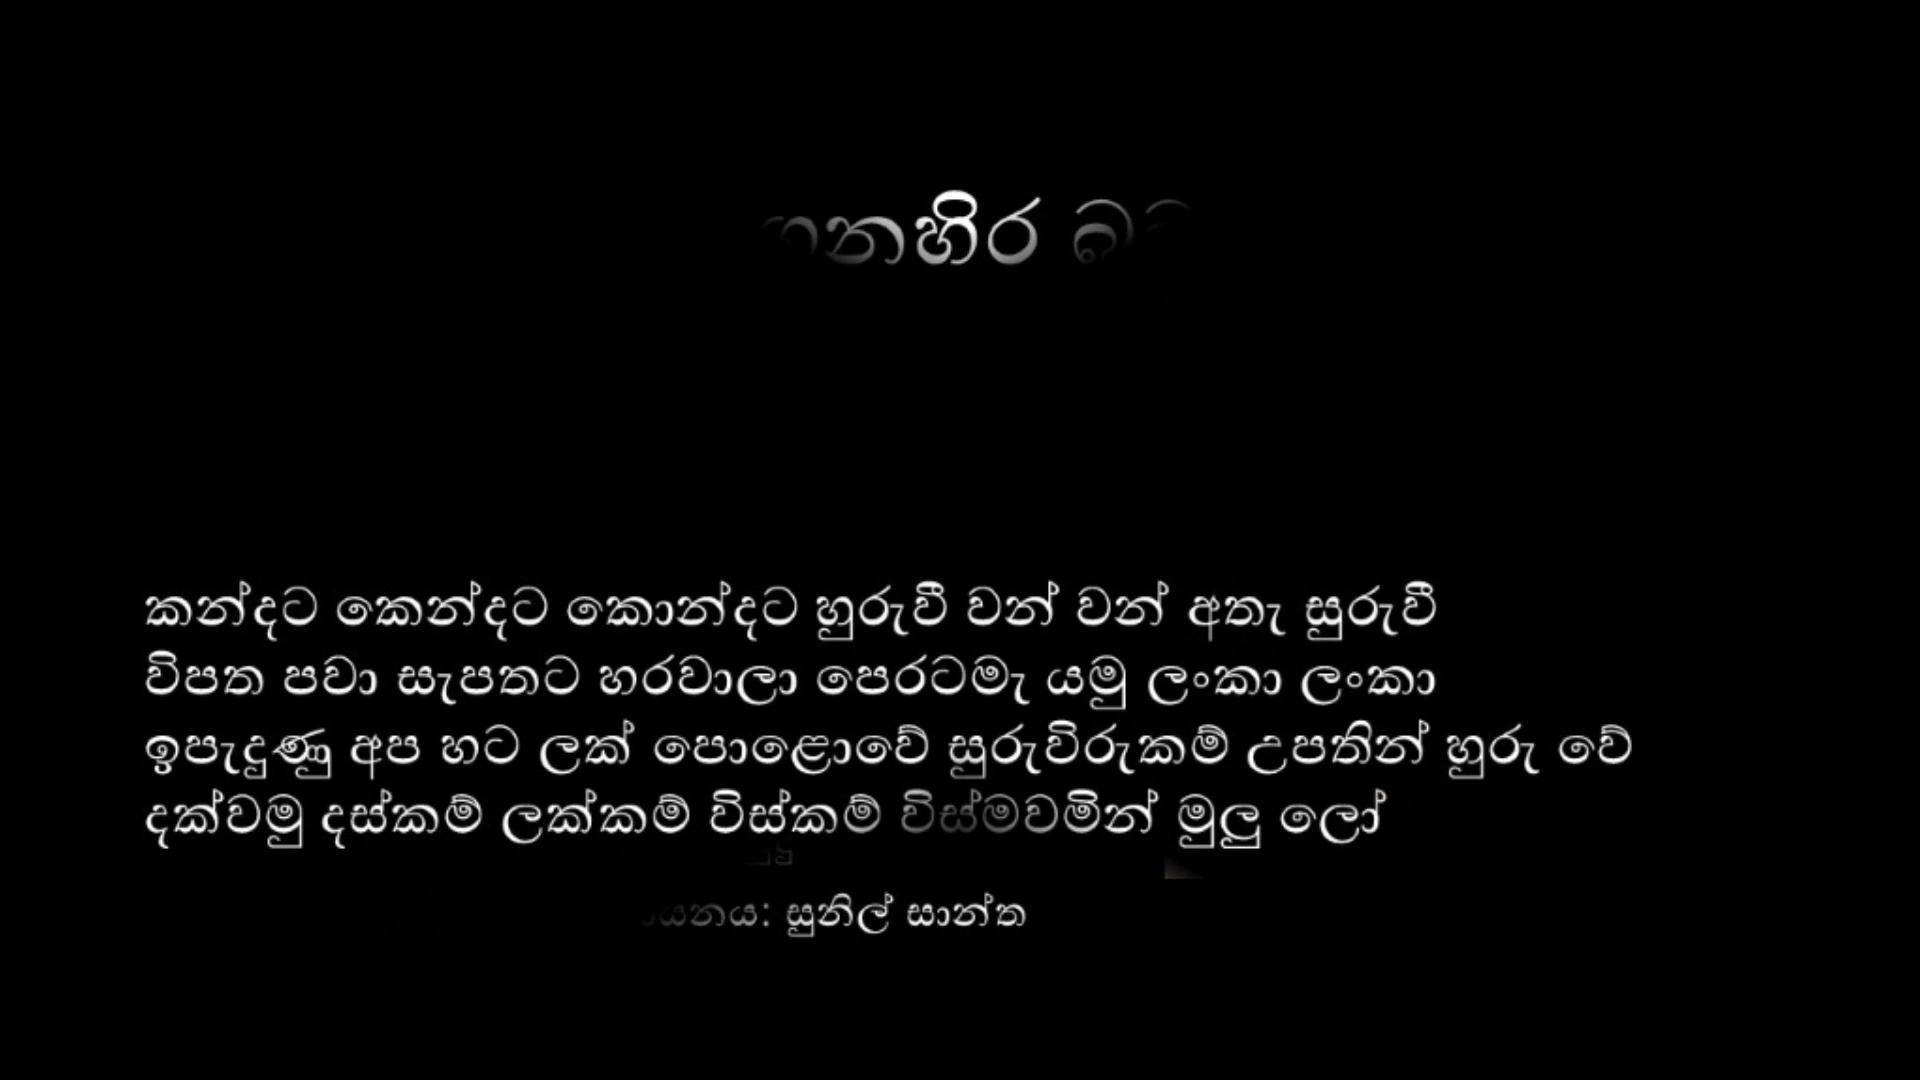 කන්දට කෙන්දට කොන්දට හුරුවී වන් වන් අතැ සුරුවී
විපත පවා සැපතට හරවාලා පෙරටමැ යමු ලංකා ලංකා
ඉපැදුණු අප හට ලක් පොළොවේ සුරුවිරුකම් උපතින් හුරු වේ
දක්වමු දස්කම් ලක්කම් විස්කම් විස්මවමින් මුලු ලෝ
සුනිල් සාන්ත